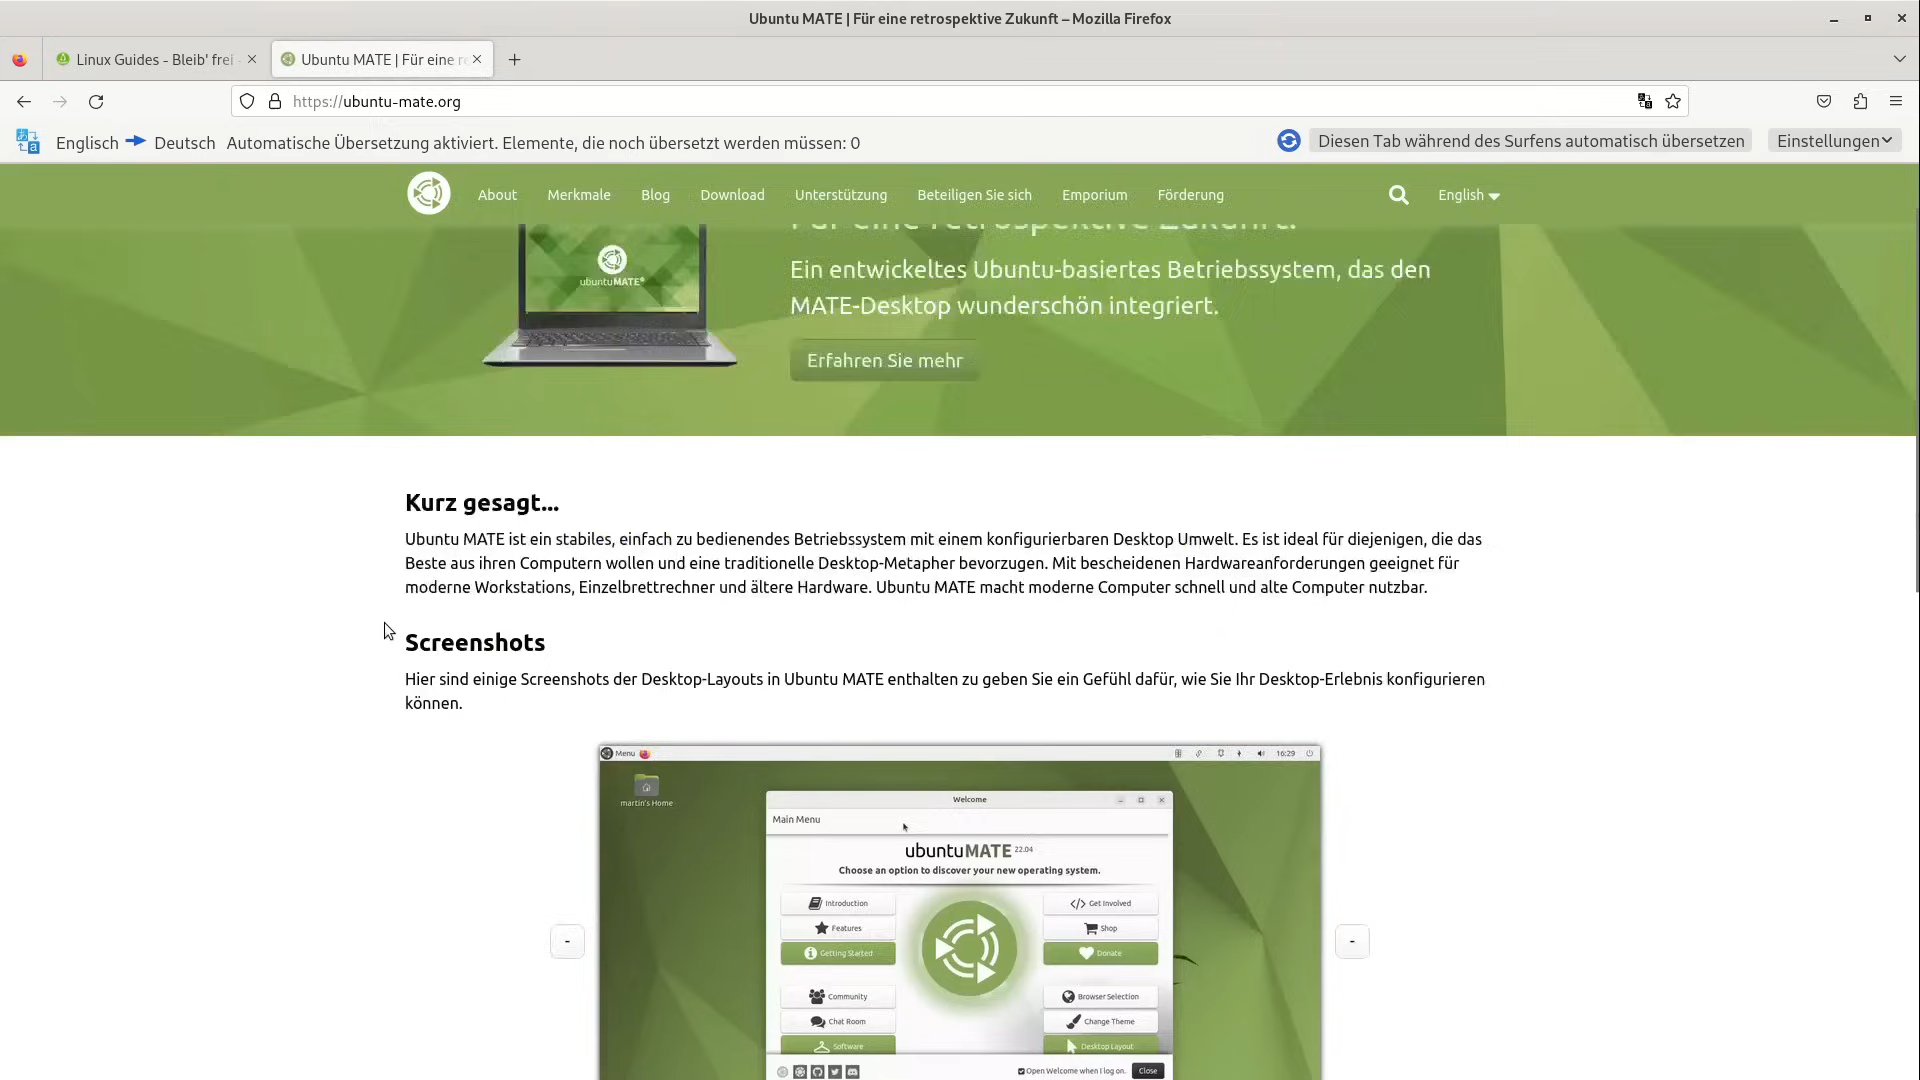 Ubuntu MATE | Für eine retrospektive Zukunft – Mozilla Firefox
Linux Guides - Bleib' frei
Ubuntu MATE | Für eine re
https://ubuntu-mate.org
Englisch Deutsch Automatische Übersetzung aktiviert. Elemente, die noch übersetzt werden müssen: 0
Diesen Tab während des Surfens automatisch übersetzen
Einstellungen
About Merkmale Blog Download Unterstützung Beteiligen Sie sich Emporium Förderung English
Für eine retrospektive Zukunft.
ubuntuMATE
Ein entwickeltes Ubuntu-basiertes Betriebssystem, das den
MATE-Desktop wunderschön integriert.
Erfahren Sie mehr
Kurz gesagt...
Ubuntu MATE ist ein stabiles, einfach zu bedienendes Betriebssystem mit einem konfigurierbaren Desktop Umwelt. Es ist ideal für diejenigen, die das
Beste aus ihren Computern wollen und eine traditionelle Desktop-Metapher bevorzugen. Mit bescheidenen Hardwareanforderungen geeignet für
moderne Workstations, Einzelbrettrechner und ältere Hardware. Ubuntu MATE macht moderne Computer schnell und alte Computer nutzbar.
Screenshots
Hier sind einige Screenshots der Desktop-Layouts in Ubuntu MATE enthalten zu geben Sie ein Gefühl dafür, wie Sie Ihr Desktop-Erlebnis konfigurieren
können.
Menu 16:29
martin's Home
Welcome
Main Menu
ubuntuMATE 22.04
Choose an option to discover your new operating system.
Introduction
Get Involved
Features
Shop
Getting Started
Donate
-
-
Community
Browser Selection
Chat Room
Change Theme
Software
Desktop Layout
Open Welcome when I log on.
Close